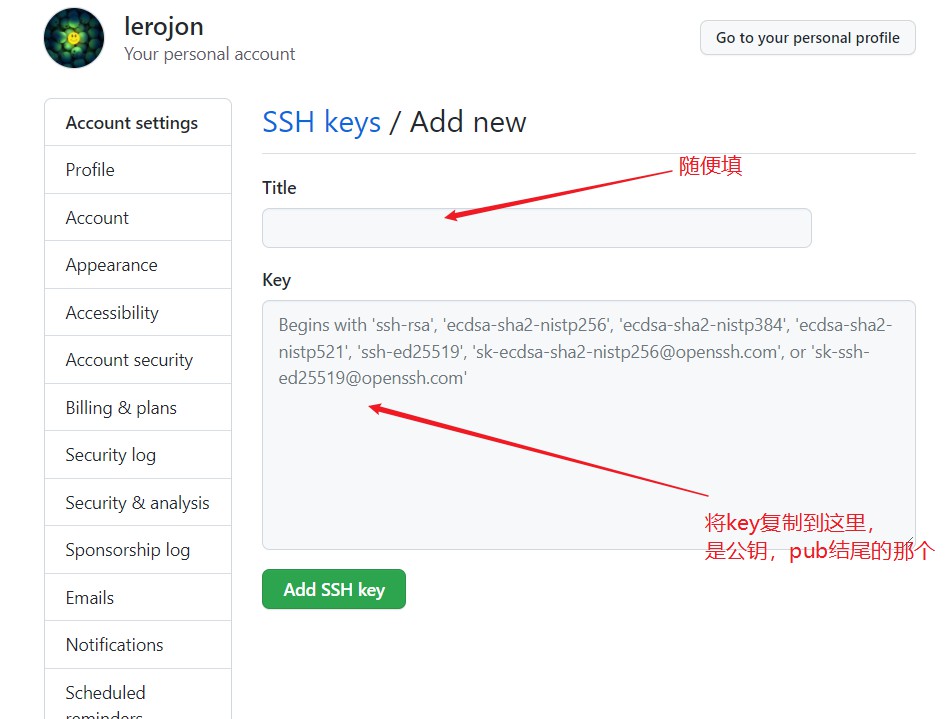 lerojon
Your personal account
Go to your personal profile
Account settings
Profile
Account
Appearance
Accessibility
Account security
Billing & plans
Security log
Security & analysis
Sponsorship log
Emails
Notifications
Scheduled
reminders
SSH keys / Add new
随便填
Title
Key
Begins with 'ssh-rsa', 'ecdsa-sha2-nistp256', 'ecdsa-sha2-nistp384', 'ecdsa-sha2-
nistp521', 'ssh-ed25519', 'sk-ecdsa-sha2-nistp256@openssh.com', or 'sk-ssh-
ed25519@openssh.com'
将key复制到这里，
是公钥，pub结尾的那个
Add SSH key